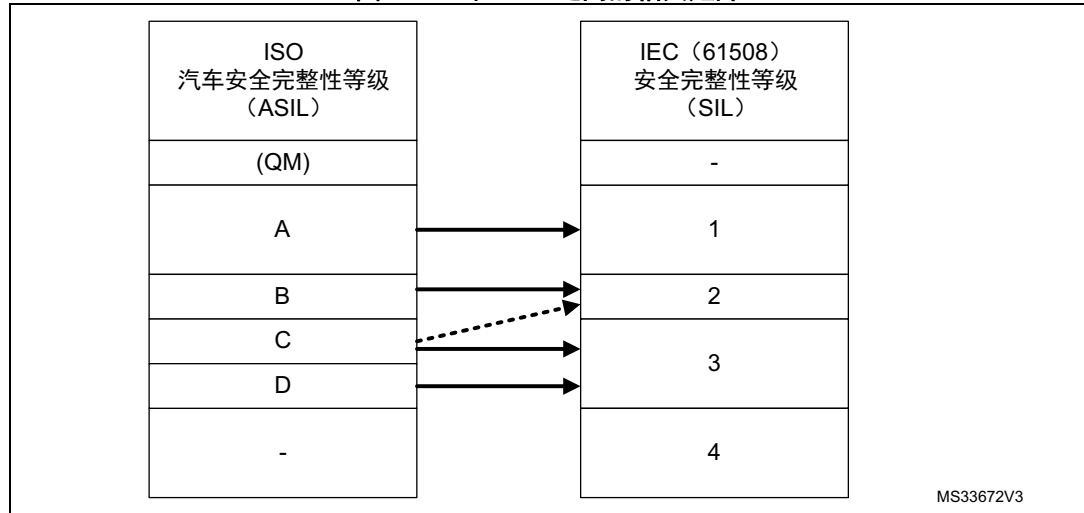 ISO
汽车安全完整性等级
（ASIL）
(QM)
A
B
C
D
-
IEC（61508）
安全完整性等级
（SIL）
-
1
2
3
4
MS33672V3